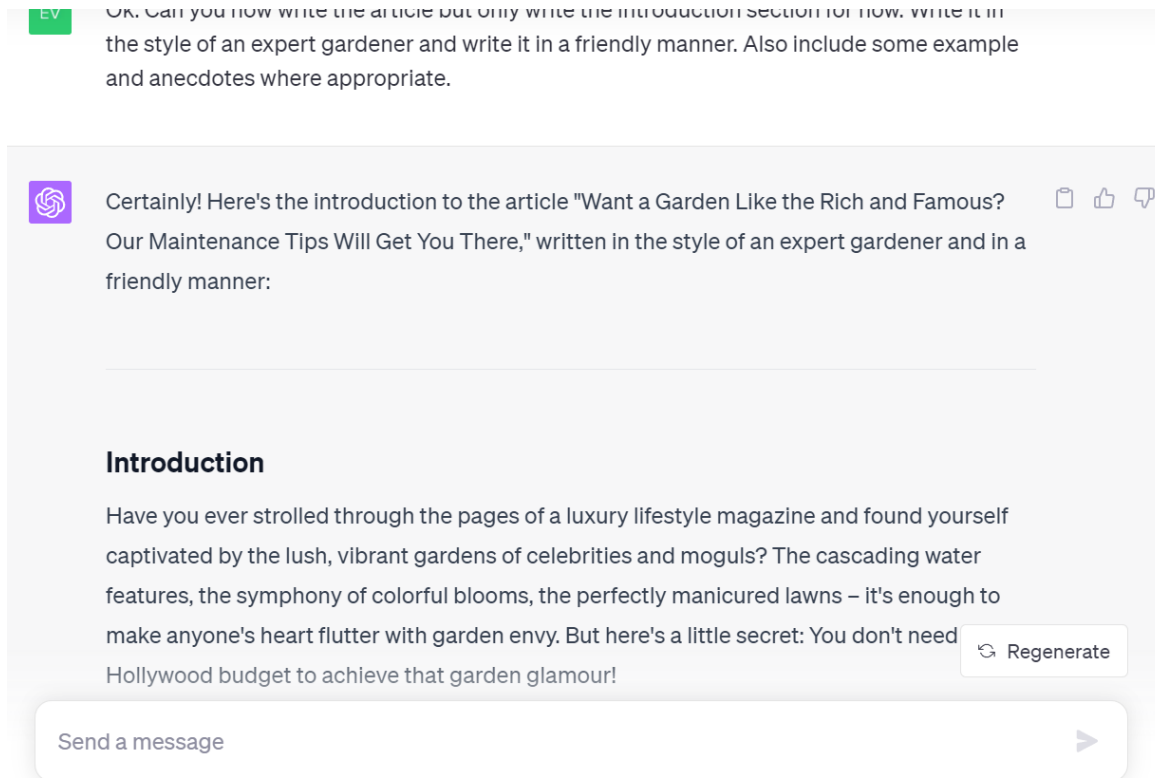 EV
Ok. Can you now write the article but only write the introduction section for now. Write it in
the style of an expert gardener and write it in a friendly manner. Also include some example
and anecdotes where appropriate.
Certainly! Here's the introduction to the article "Want a Garden Like the Rich and Famous?
Our Maintenance Tips Will Get You There," written in the style of an expert gardener and in a
friendly manner:
Introduction
Have you ever strolled through the pages of a luxury lifestyle magazine and found yourself
captivated by the lush, vibrant gardens of celebrities and moguls? The cascading water
features, the symphony of colorful blooms, the perfectly manicured lawns – it's enough to
make anyone's heart flutter with garden envy. But here's a little secret: You don't need
Hollywood budget to achieve that garden glamour!
Regenerate
Send a message